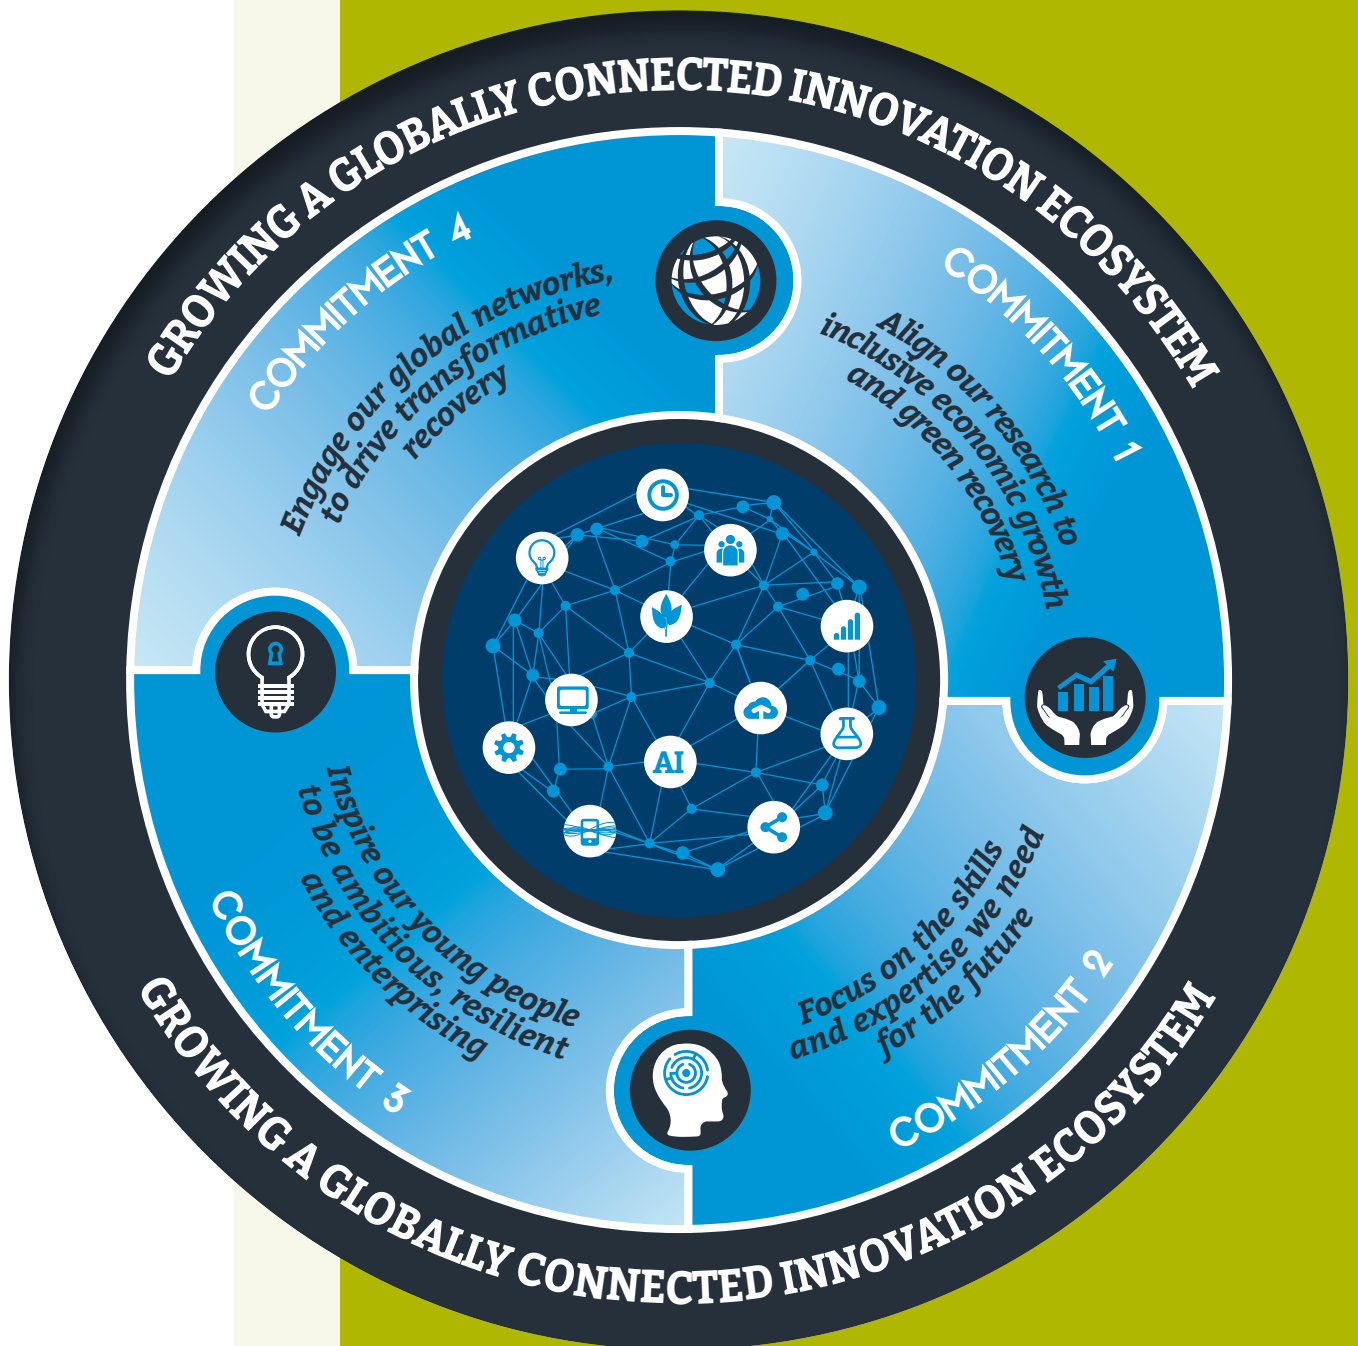 GROWING A GLOBALLY CONNECTED INNOVATION ECOSYSTEM
COMMITMENT 1
Align our research to
inclusive economic growth
and green recovery
COMMITMENT 2
Focus on the skills
and expertise we need
for the future
COMMITMENT 3
Inspire our young people
to be ambitious, resilient
and enterprising
COMMITMENT 4
Engage our global networks,
to drive transformative
recovery
AI
GROWING A GLOBALLY CONNECTED INNOVATION ECOSYSTEM